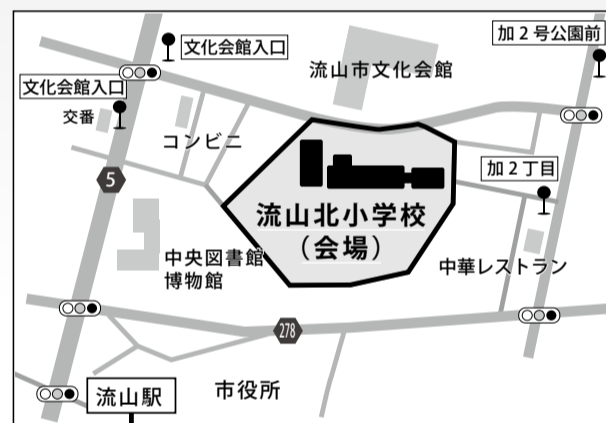 加2号公園前
文化会館入口
流山市文化会館
文化会館入口
交番
コンビニ
加2丁目
5
流山北小学校
（会場）
中央図書館
博物館
中華レストラン
278
市役所
流山駅